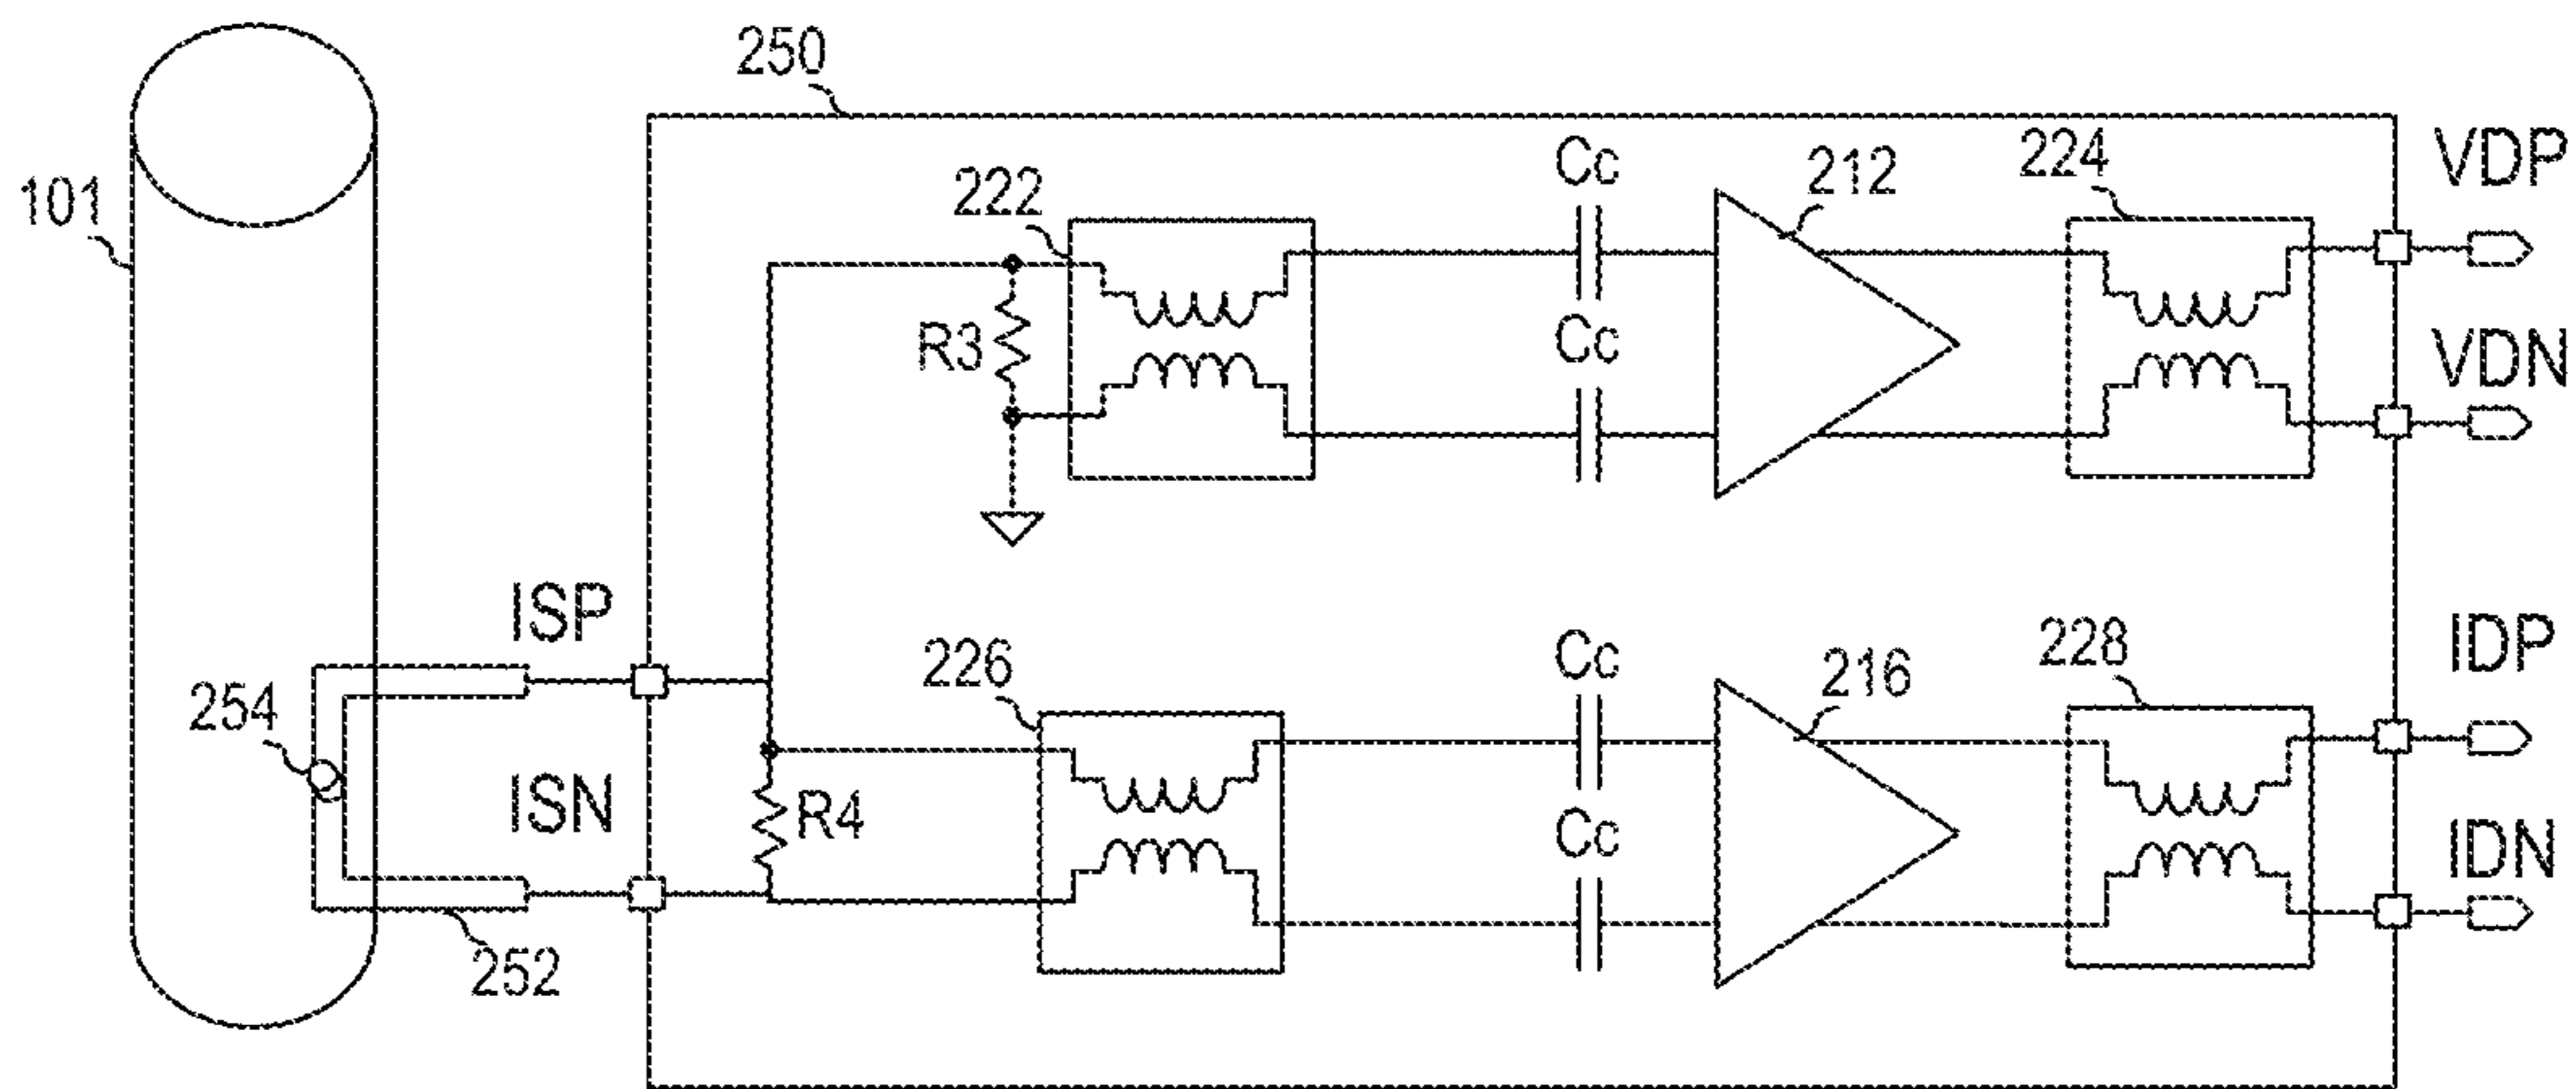 250
VDP
Cc
212
224
222
101
R3
Cc
VDN
ISP
IDP
Cc
228
226
216
254
ISN
R4
Cc
IDN
252